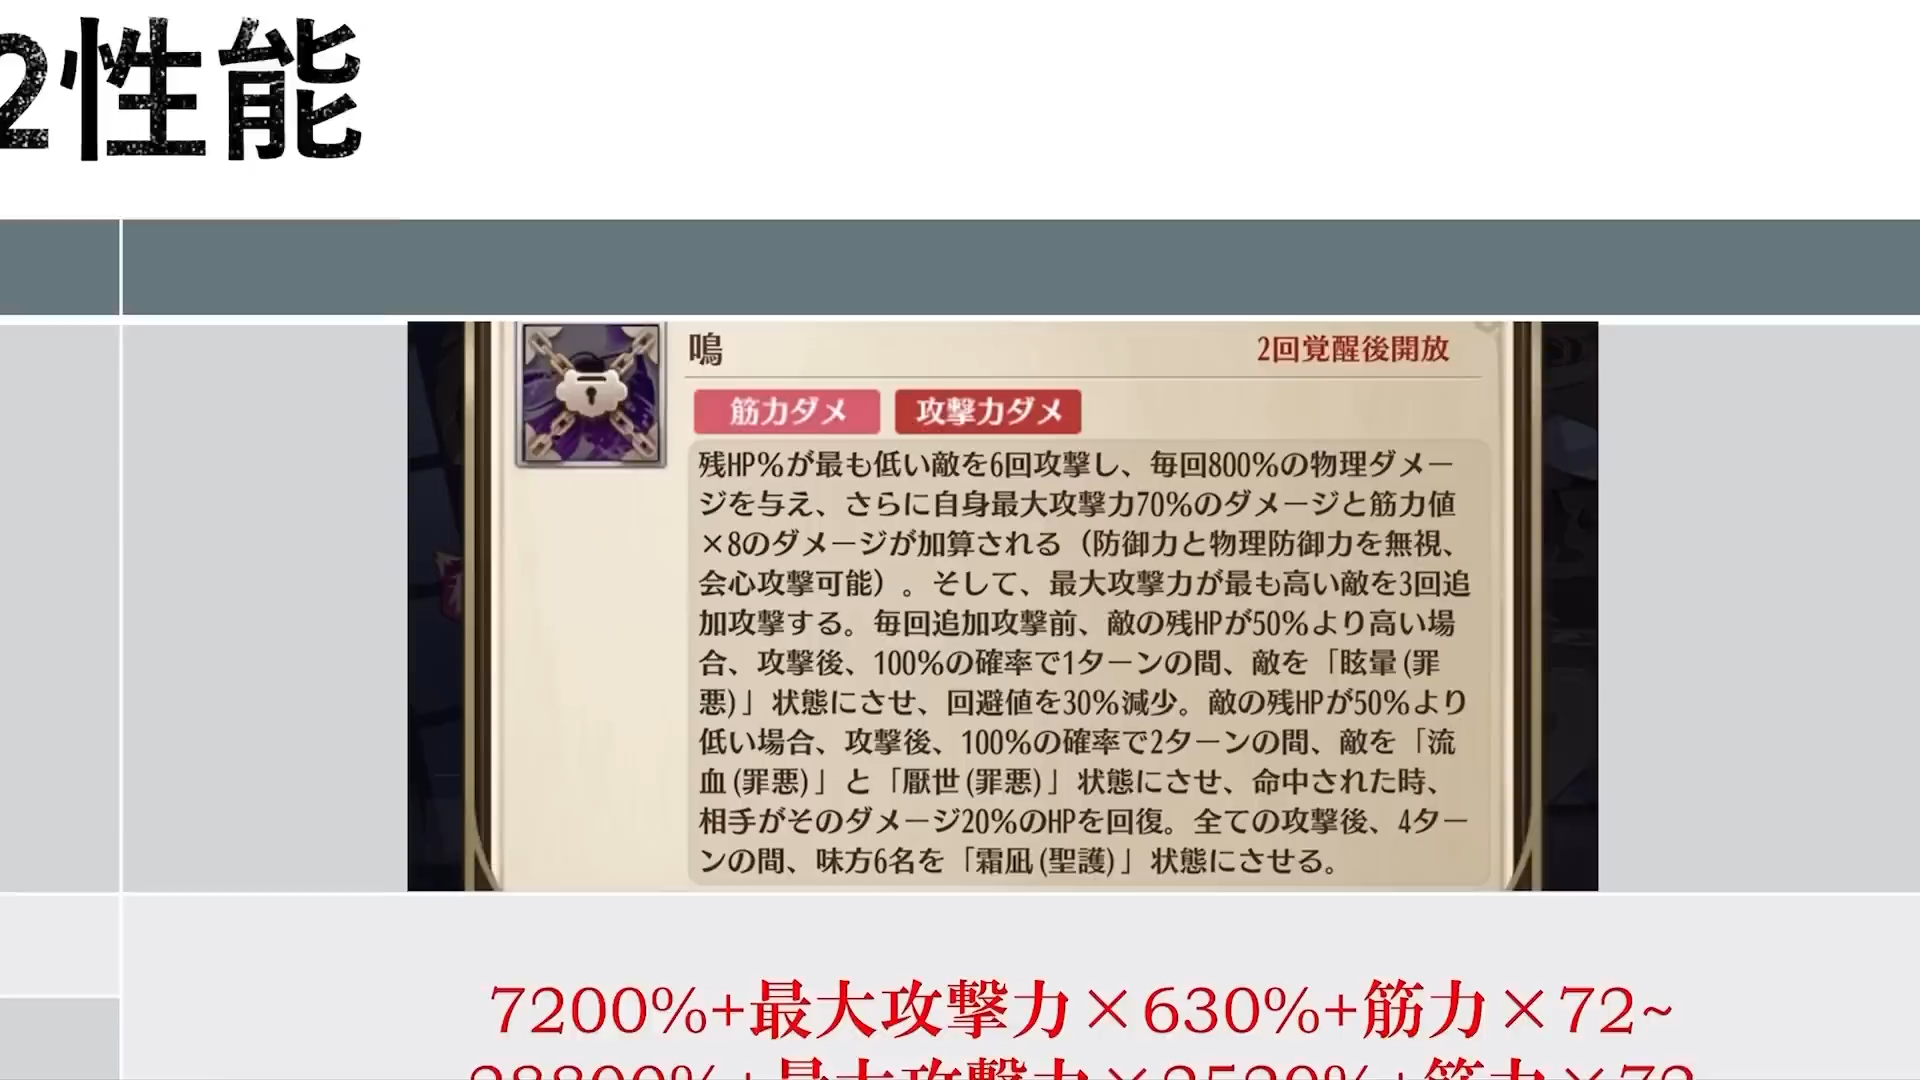 2性能
鳴
2回覚醒後開放
筋力ダメ 攻撃力ダメ
残HP%が最も低い敵を6回攻撃し、毎回800%の物理ダメー
ジを与え、さらに自身最大攻撃力70%のダメージと筋力値
×8のダメージが加算される（防御力と物理防御力を無視、
会心攻撃可能）。そして、最大攻撃力が最も高い敵を3回追
加攻撃する。毎回追加攻撃前、敵の残HPが50%より高い場
合、攻撃後、100%の確率で1ターンの間、敵を「眩暈(罪
悪)」状態にさせ、回避値を30%減少。敵の残HPが50%より
低い場合、攻撃後、100%の確率で2ターンの間、敵を「流
血(罪悪)」と「厭世(罪悪)」状態にさせ、命中された時、
相手がそのダメージ20%のHPを回復。全ての攻撃後、4ター
ンの間、味方6名を「霜凪(聖護)」状態にさせる。
7200%+最大攻撃力×630%+筋力×72~
28800%+最大攻撃力×2520%+筋力×72